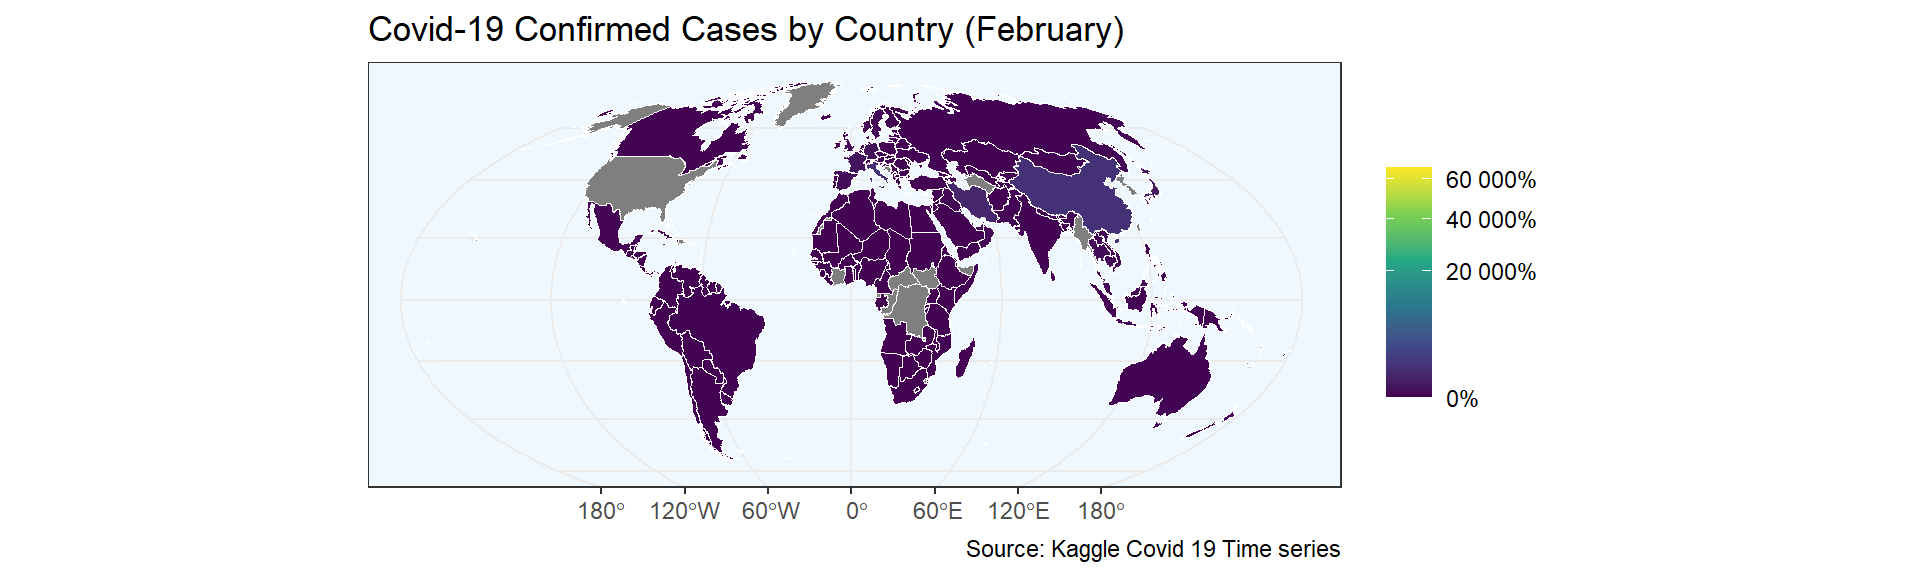 Covid-19 Confirmed Cases by Country (February)
60 000%
40 000%
20 000%
0%
180° 120°W 60°W 0° 60°E 120°E 180°
Source: Kaggle Covid 19 Time series